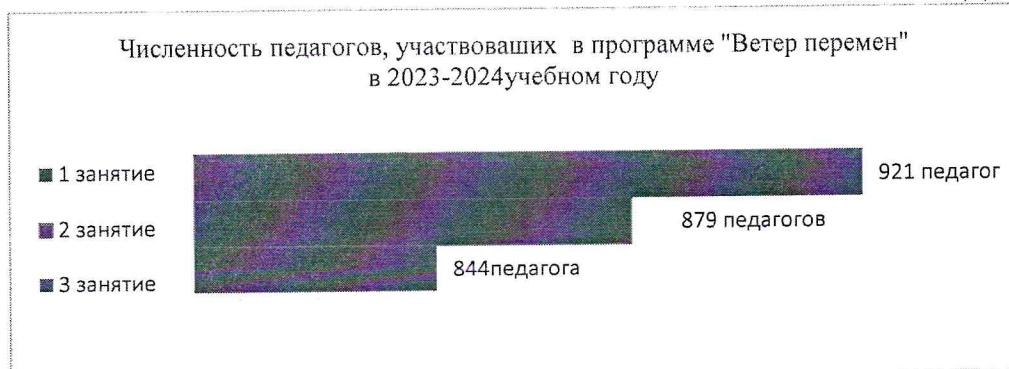 Численность педагогов, участвоваших в программе "Ветер перемен"
в 2023-2024учебном году
1 занятие
921 педагог
2 занятие
879 педагогов
3 занятие
844педагога